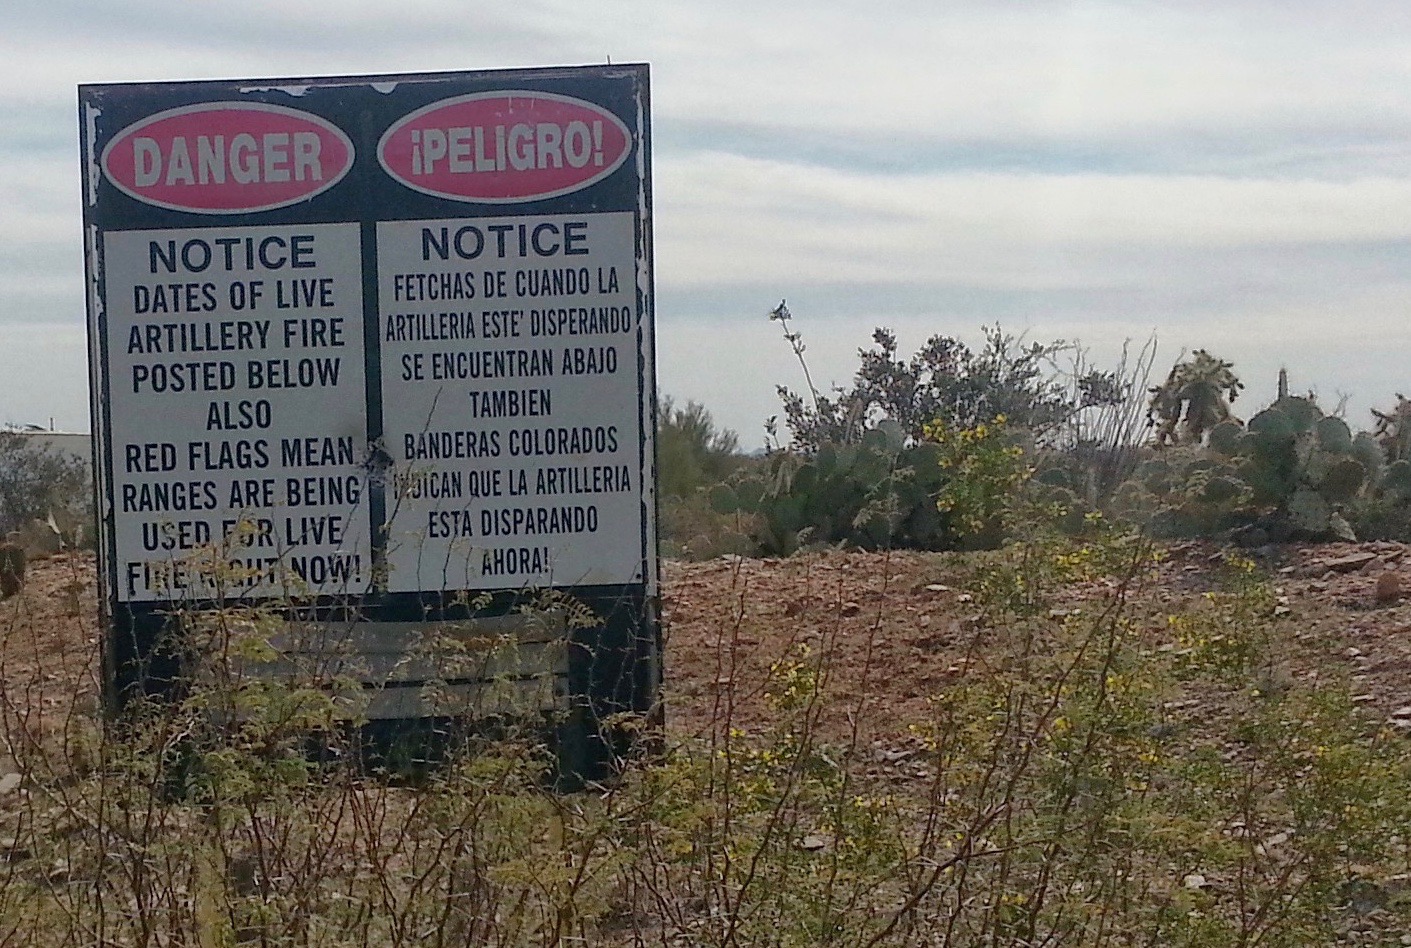 DANGER
NOTICE
DATES OF LIVE
ARTILLERY FIRE
POSTED BELOW
ALSO
RED FLAGS MEAN
RANGES ARE BEING
USED FOR LIVE
FIRE RIGHT NOW!
¡PELIGRO!
NOTICE
FETCHAS DE CUANDO LA
ARTILLERIA ESTE' DISPERANDO
SE ENCUENTRAN ABAJO
TAMBIEN
BANDERAS COLORADOS
INDICAN QUE LA ARTILLERIA
ESTA DISPARANDO
AHORA!